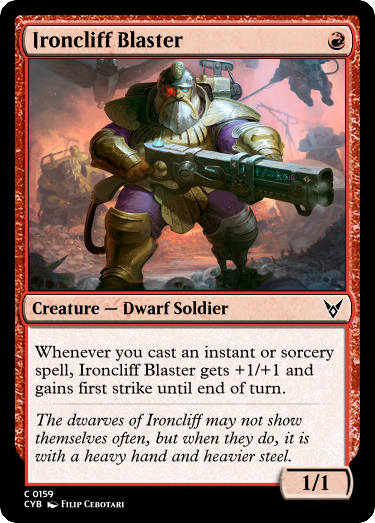 Ironcliff Blaster
Creature — Dwarf Soldier
Whenever you cast an instant or sorcery
spell, Ironcliff Blaster gets +1/+1 and
gains first strike until end of turn.
The dwarves of Ironcliff may not show
themselves often, but when they do, it is
with a heavy hand and heavier steel.
1/1
C 0159
CYB Filip Cebotari